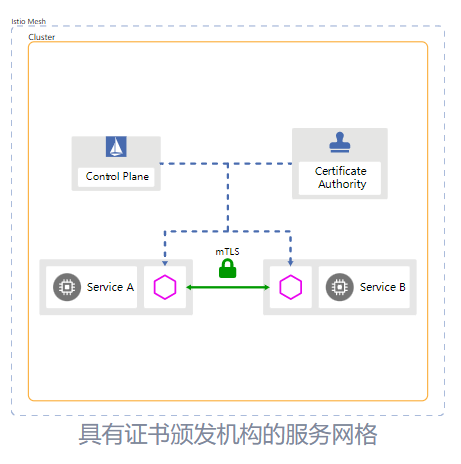 Istio Mesh
Cluster
Control Plane
Certificate
Authority
mTLS
Service A
Service B
具有证书颁发机构的服务网格